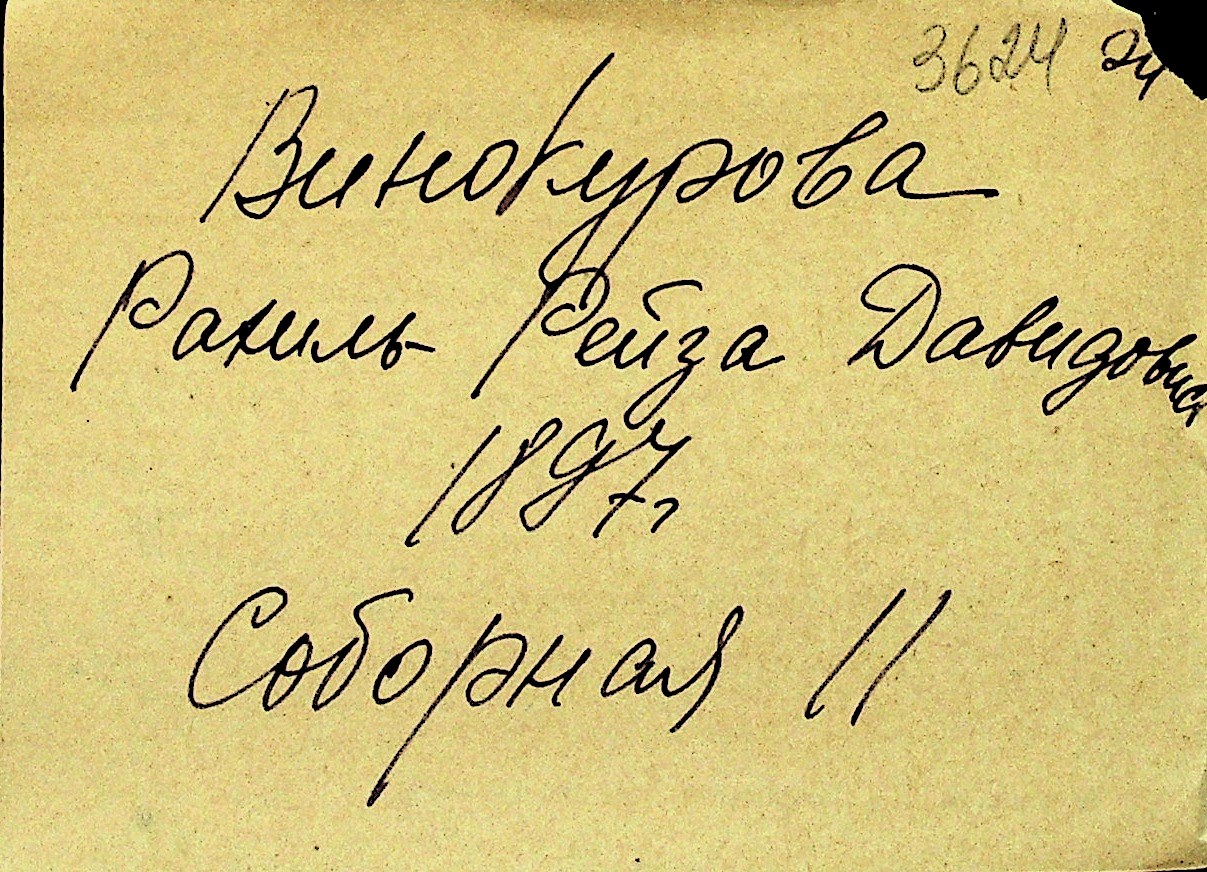 3624
Винокурова
Рахиль Рейза Давидовна
1897 г
Соборная 11